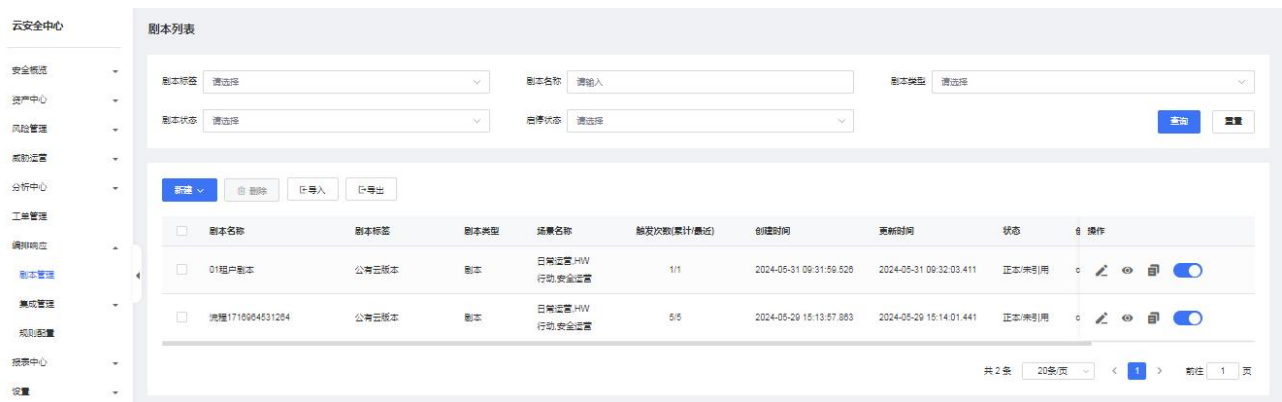 云安全中心
剧本列表
安全概览
资产中心
风险管理
威胁运营
分析中心
工单管理
编排响应
剧本管理
集成管理
规则配置
报表中心
设置
剧本标签 请选择
剧本名称 请输入
剧本类型 请选择
剧本状态 请选择
启停状态 请选择
查询 重置
新建 删除 导入 导出
剧本名称 剧本标签 剧本类型 场景名称 触发次数(累计/最近) 创建时间 更新时间 状态 操作
01租户剧本 公有云版本 剧本 日常运营,HW 1/1 2024-05-31 09:31:59.526 2024-05-31 09:32:03.411 正本/未引用
行动,安全运营
流程1716964531264 公有云版本 剧本 日常运营,HW 5/5 2024-05-29 15:13:57.863 2024-05-29 15:14:01.441 正本/未引用
行动,安全运营
共 2 条 20条/页 1 前往 1 页